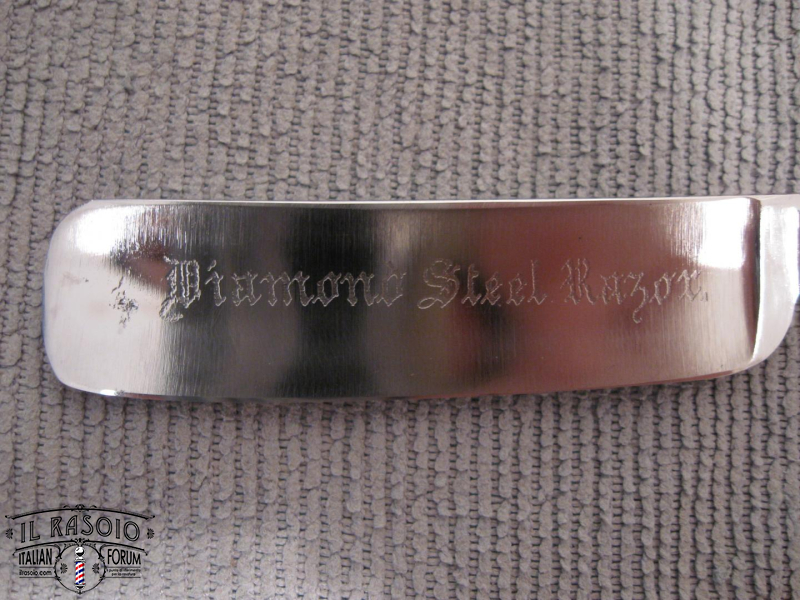 Diamond Steel Razor.
IL RASOIO
ITALIAN FORUM
ilrasoio.com